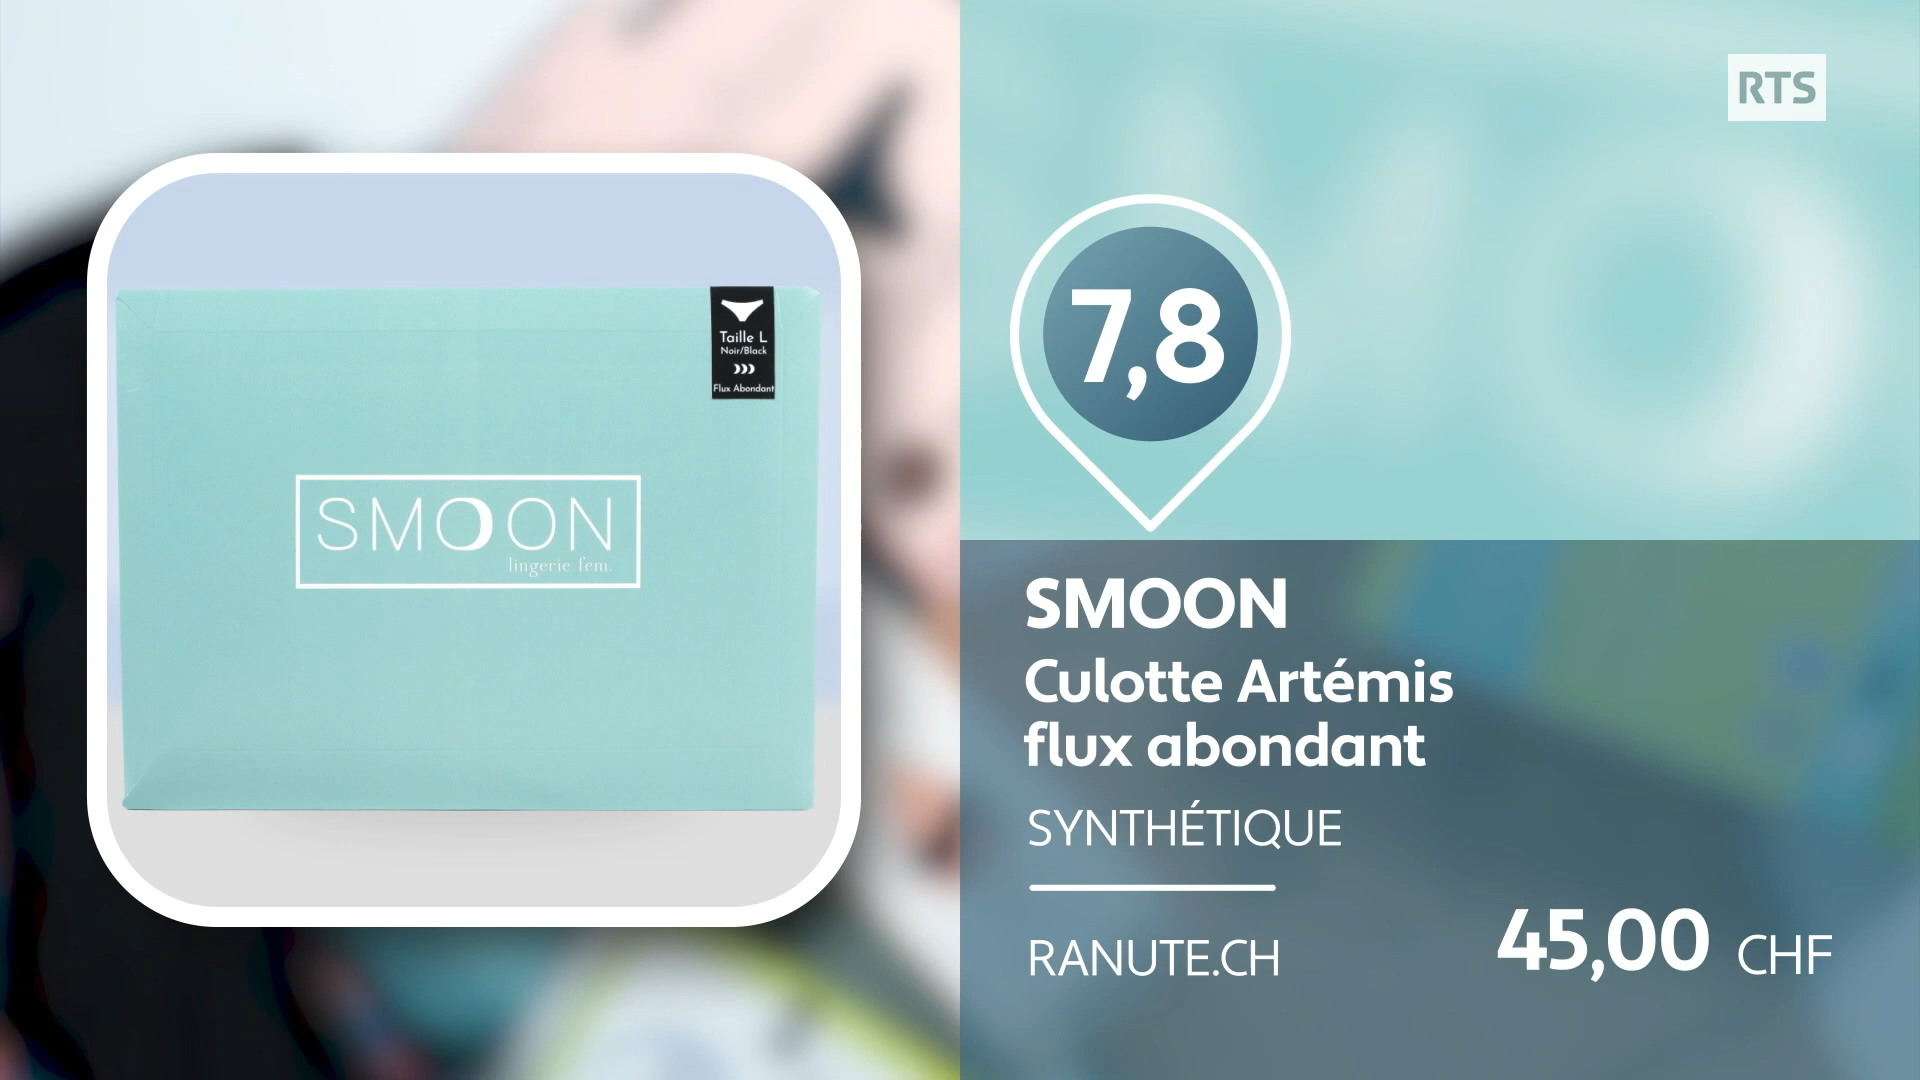 Taille L
Noir/Black
Flux Abondant
SMOON
lingerie fem.
RTS
7,8
SMOON
Culotte Artémis
flux abondant
SYNTHÉTIQUE
RANUTE.CH
45,00 CHF